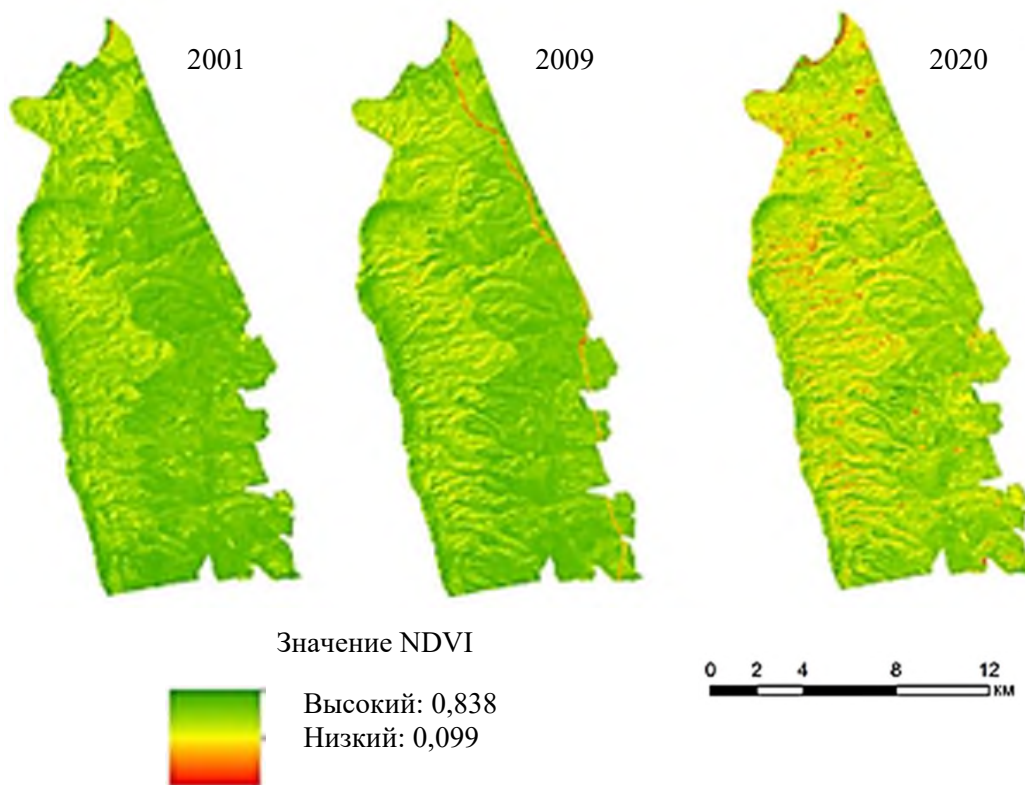 2001
2009
2020
Значение NDVI
Высокий: 0,838
Низкий: 0,099
0 2 4 8 12
км